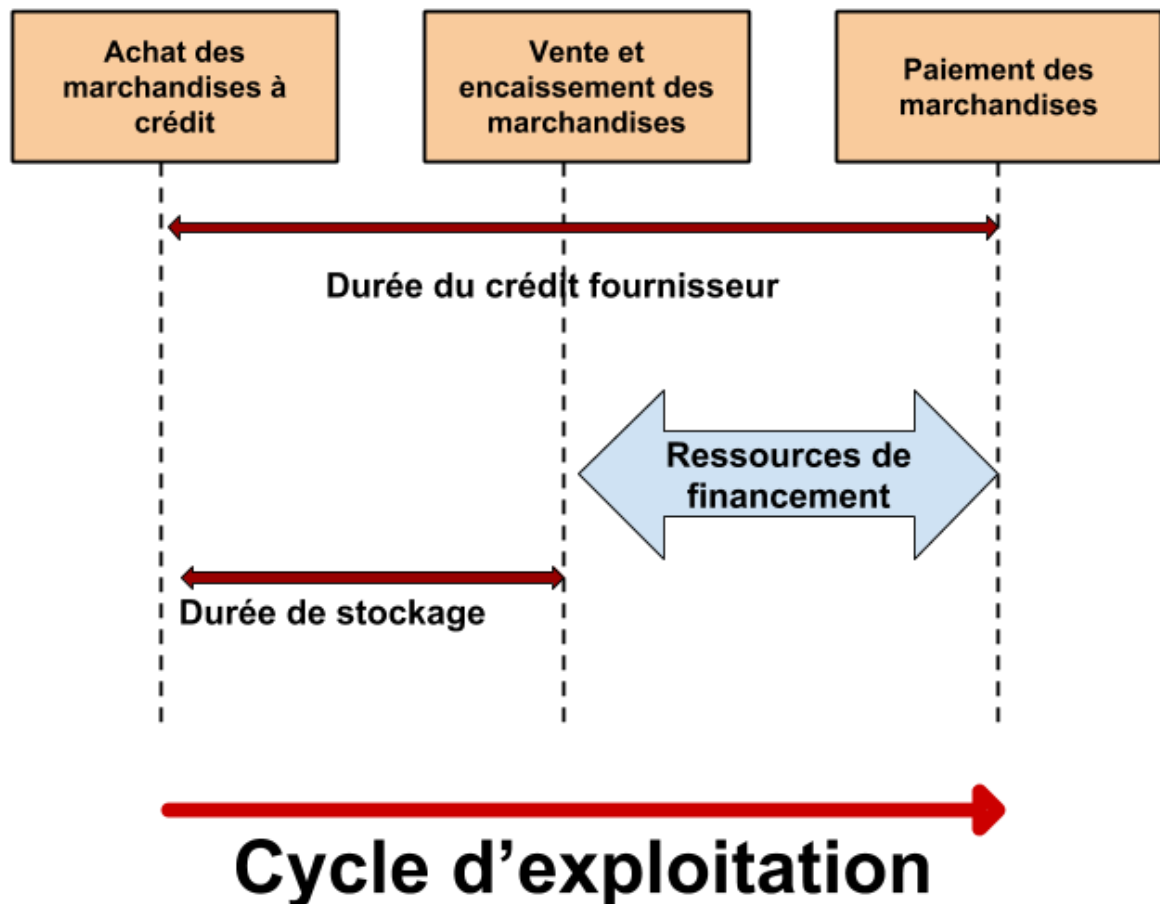 Achat des
marchandises à
crédit
Vente et
encaissement des
marchandises
Paiement des
marchandises
Durée du crédit fournisseur
Ressources de
financement
Durée de stockage
Cycle d’exploitation